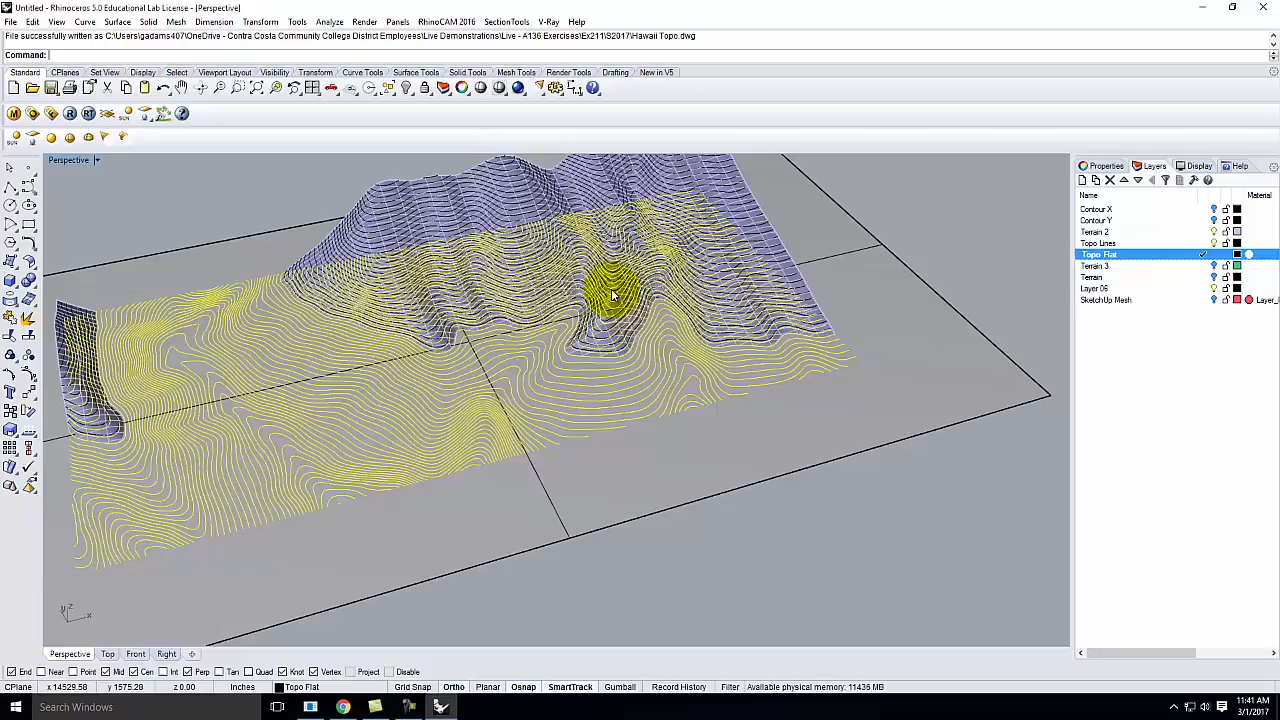 Untitled - Rhinoceros 5.0 Educational Lab License - [Perspective]
File Edit View Curve Surface Solid Mesh Dimension Transform Tools Analyze Render Panels RhinoCAM 2016 SectionTools V-Ray Help
File successfully written as C:\Users\gadams407\OneDrive - Contra Costa Community College District Employees\Live Demonstrations\Live - A136 Exercises\Ex211\S2017\Hawaii Topo.dwg
Command:
Standard CPlanes Set View Display Select Viewport Layout Visibility Transform Curve Tools Surface Tools Solid Tools Mesh Tools Render Tools Drafting New in V5
Perspective
Properties Layers Display Help
Name Material
Contour X
Contour Y
Terrain 2
Topo Lines
Topo Flat
Terrain 3
Terrain
Layer 06
SketchUp Mesh Layer_
z y x
Perspective Top Front Right
End Near Point Mid Cen Int Perp Tan Quad Knot Vertex Project Disable
CPlane x 14529.58 y 1575.28 z 0.00 Inches Topo Flat Grid Snap Ortho Planar Osnap SmartTrack Gumball Record History Filter Available physical memory: 11436 MB
Search Windows
11:41 AM
3/1/2017